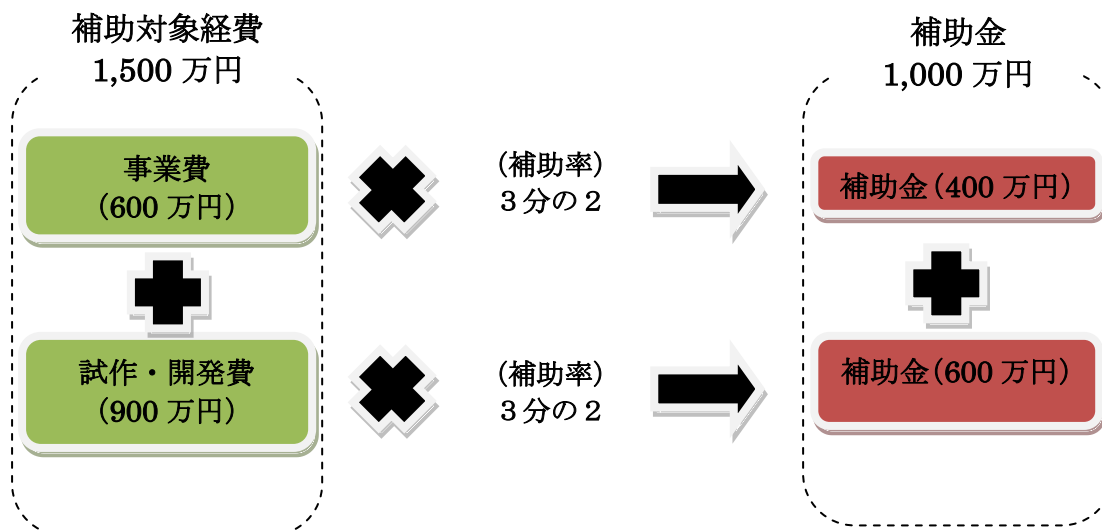 補助対象経費
1,500 万円
補助金
1,000 万円
事業費
(600 万円)
(補助率)
3分の2
補助金(400 万円)
試作・開発費
(900 万円)
(補助率)
3分の2
補助金(600 万円)